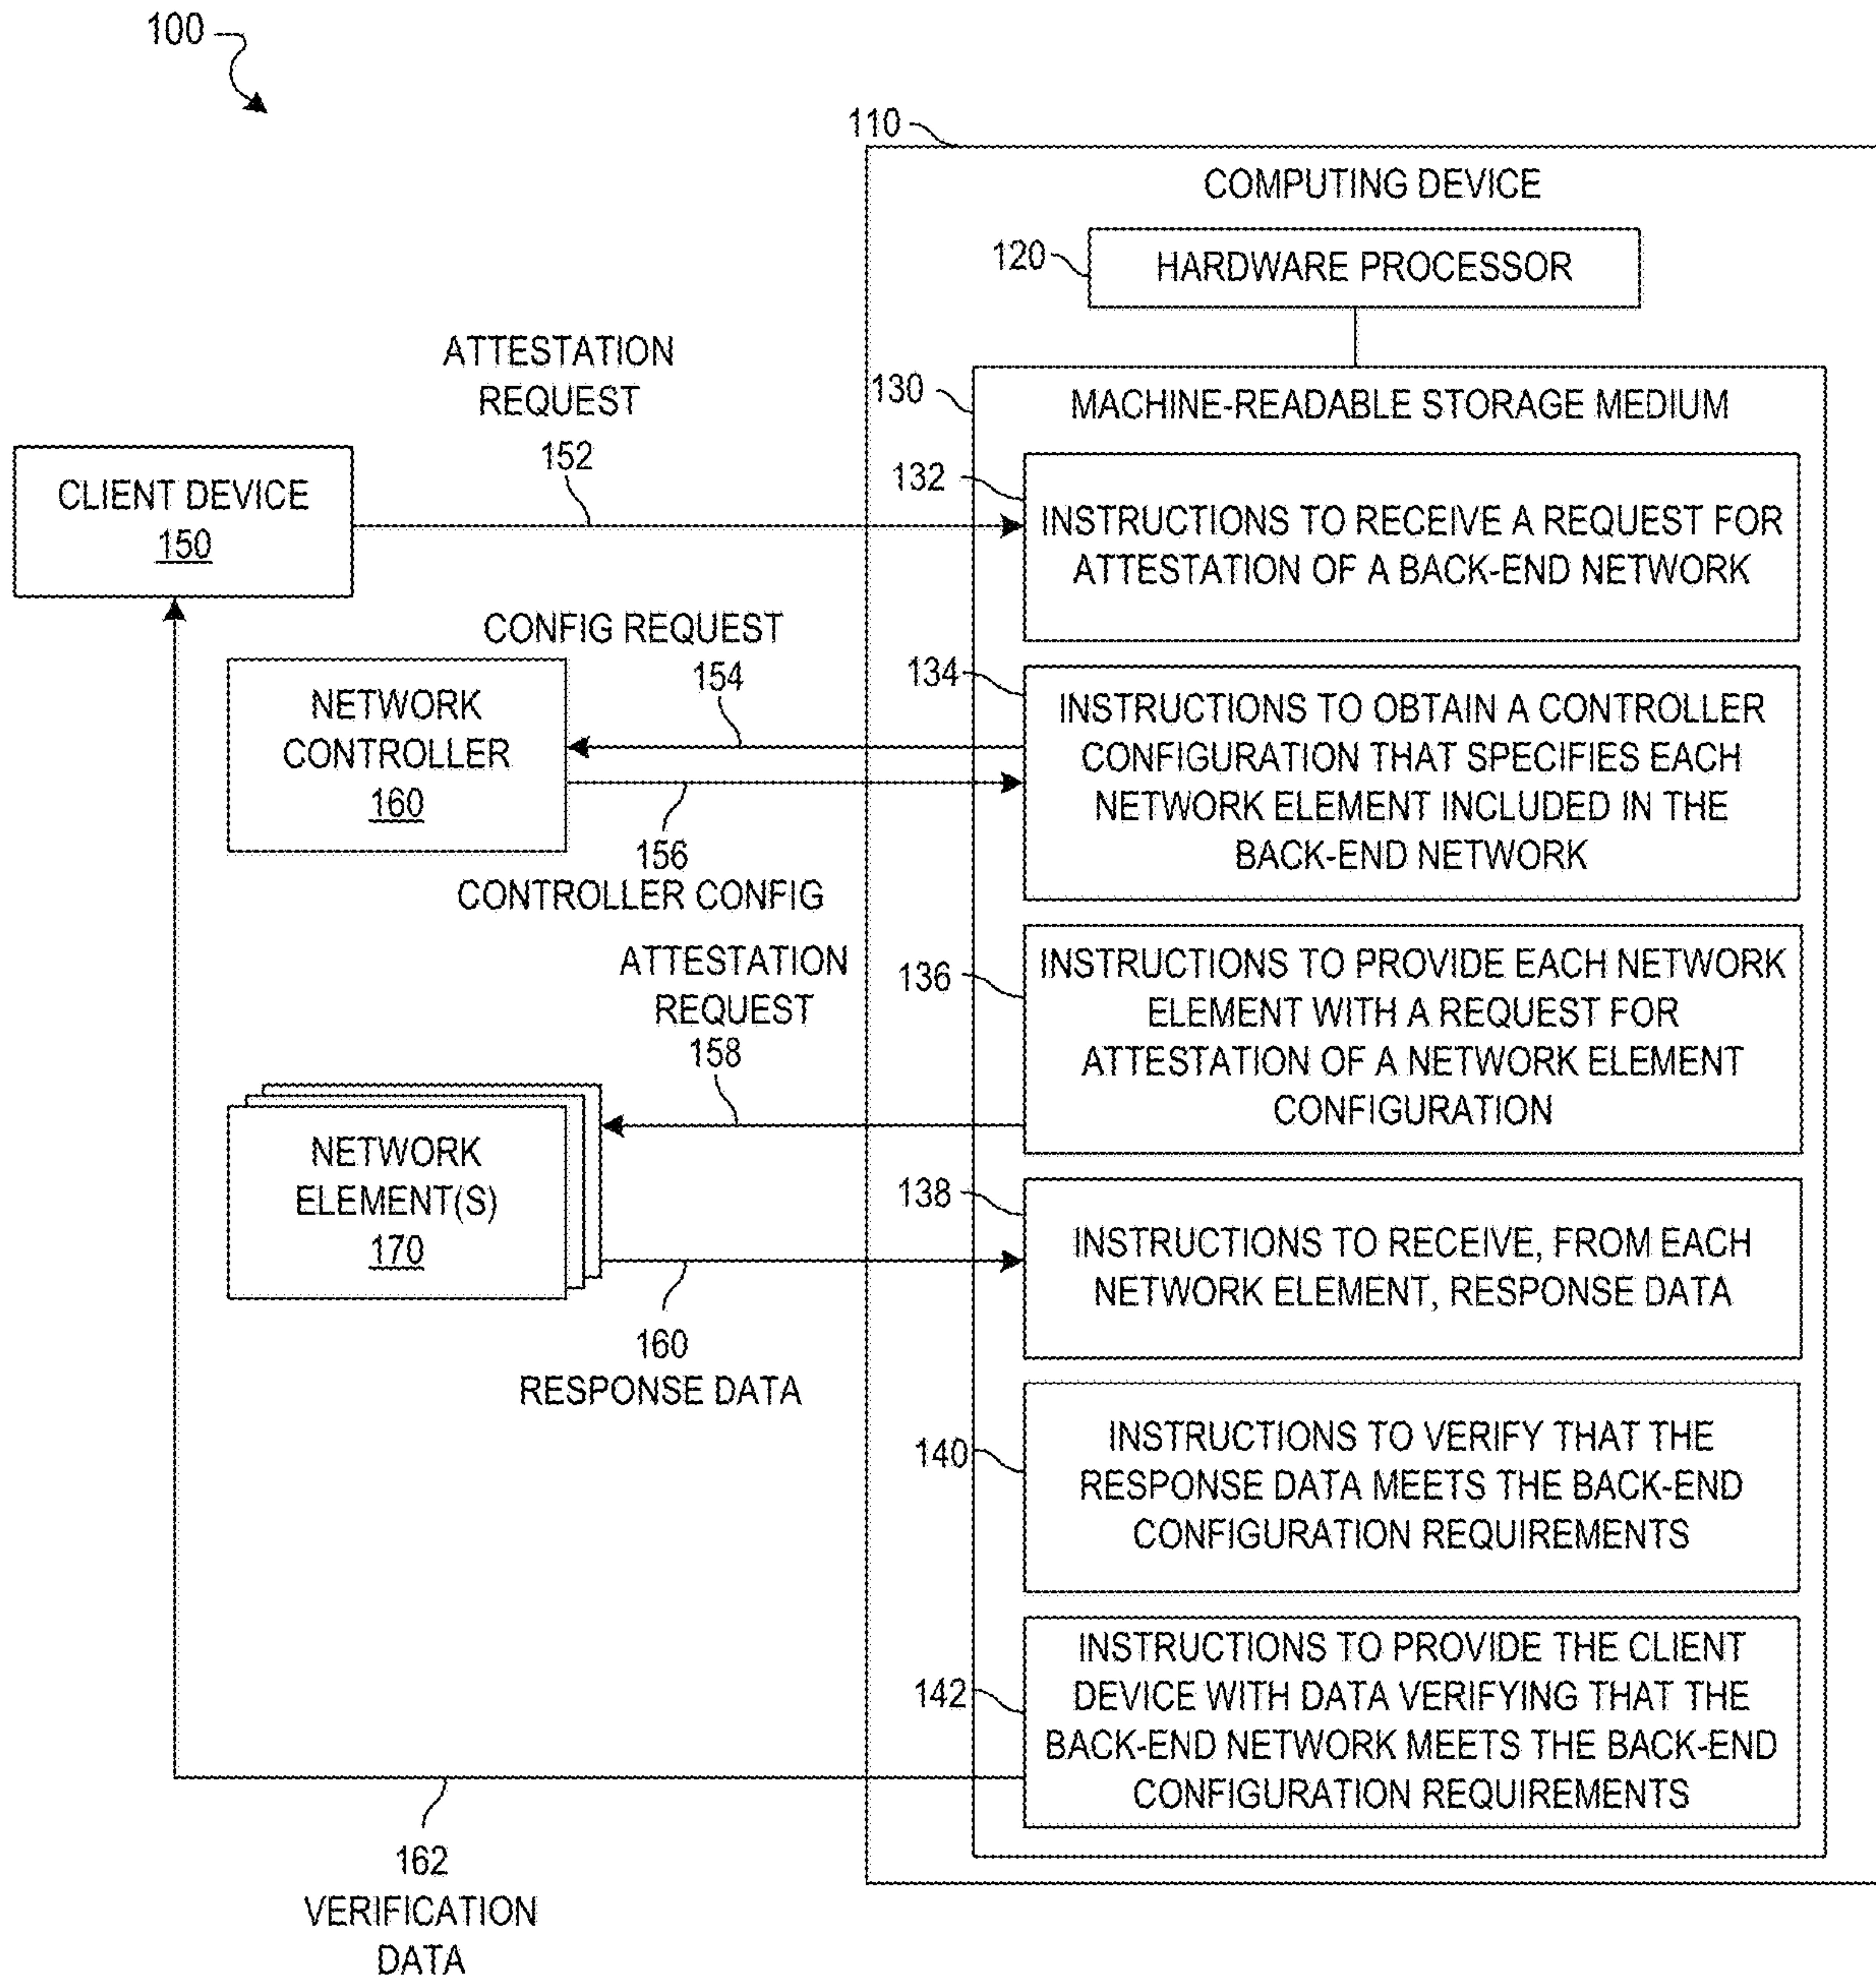 100
110
COMPUTING DEVICE
120
HARDWARE PROCESSOR
ATTESTATION
REQUEST
152
130
MACHINE-READABLE STORAGE MEDIUM
CLIENT DEVICE
150
132
INSTRUCTIONS TO RECEIVE A REQUEST FOR
ATTESTATION OF A BACK-END NETWORK
CONFIG REQUEST
154
NETWORK
CONTROLLER
160
134
INSTRUCTIONS TO OBTAIN A CONTROLLER
CONFIGURATION THAT SPECIFIES EACH
NETWORK ELEMENT INCLUDED IN THE
BACK-END NETWORK
156
CONTROLLER CONFIG
ATTESTATION
REQUEST
158
136
INSTRUCTIONS TO PROVIDE EACH NETWORK
ELEMENT WITH A REQUEST FOR
ATTESTATION OF A NETWORK ELEMENT
CONFIGURATION
NETWORK
ELEMENT(S)
170
138
INSTRUCTIONS TO RECEIVE, FROM EACH
NETWORK ELEMENT, RESPONSE DATA
160
RESPONSE DATA
140
INSTRUCTIONS TO VERIFY THAT THE
RESPONSE DATA MEETS THE BACK-END
CONFIGURATION REQUIREMENTS
142
INSTRUCTIONS TO PROVIDE THE CLIENT
DEVICE WITH DATA VERIFYING THAT THE
BACK-END NETWORK MEETS THE BACK-END
CONFIGURATION REQUIREMENTS
162
VERIFICATION
DATA